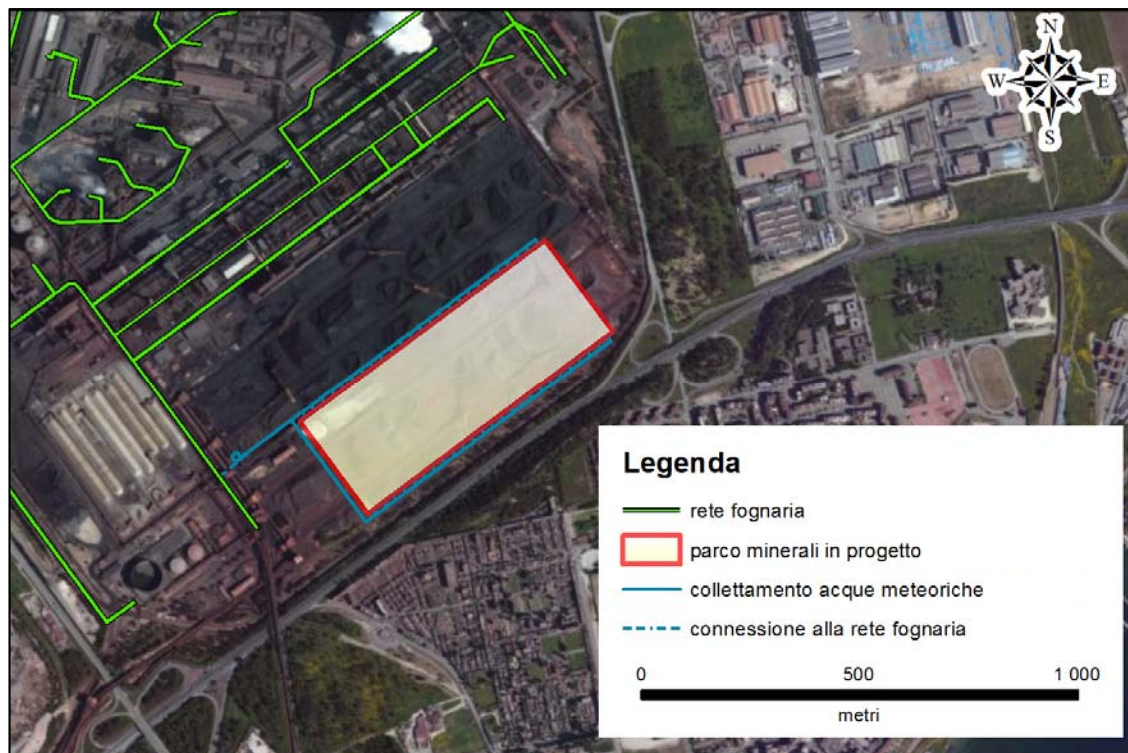 N
W E
S
Legenda
rete fognaria
parco minerali in progetto
collettamento acque meteoriche
connessione alla rete fognaria
0 500 1 000
metri